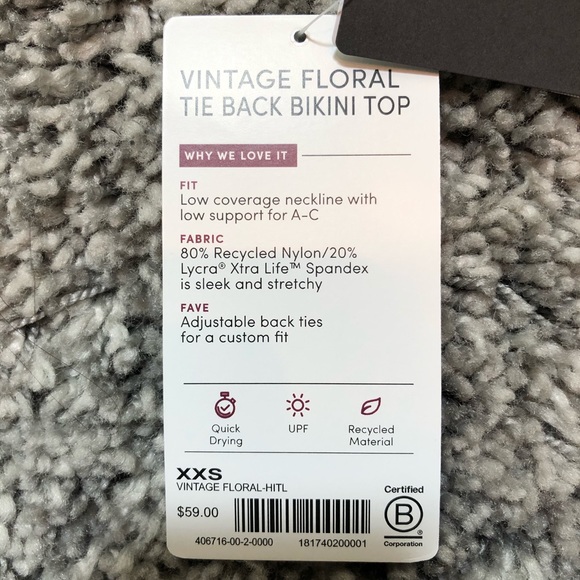 VINTAGE FLORAL
TIE BACK BIKINI TOP
WHY WE LOVE IT
FIT
Low coverage neckline with
low support for A-C
FABRIC
80% Recycled Nylon/20%
Lycra® Xtra Life™ Spandex
is sleek and stretchy
FAVE
Adjustable back ties
for a custom fit
Quick
Drying
UPF
Recycled
Material
XXS
VINTAGE FLORAL-HITL
$59.00
406716-00-2-0000
181740200001
Certified
B
®
Corporation